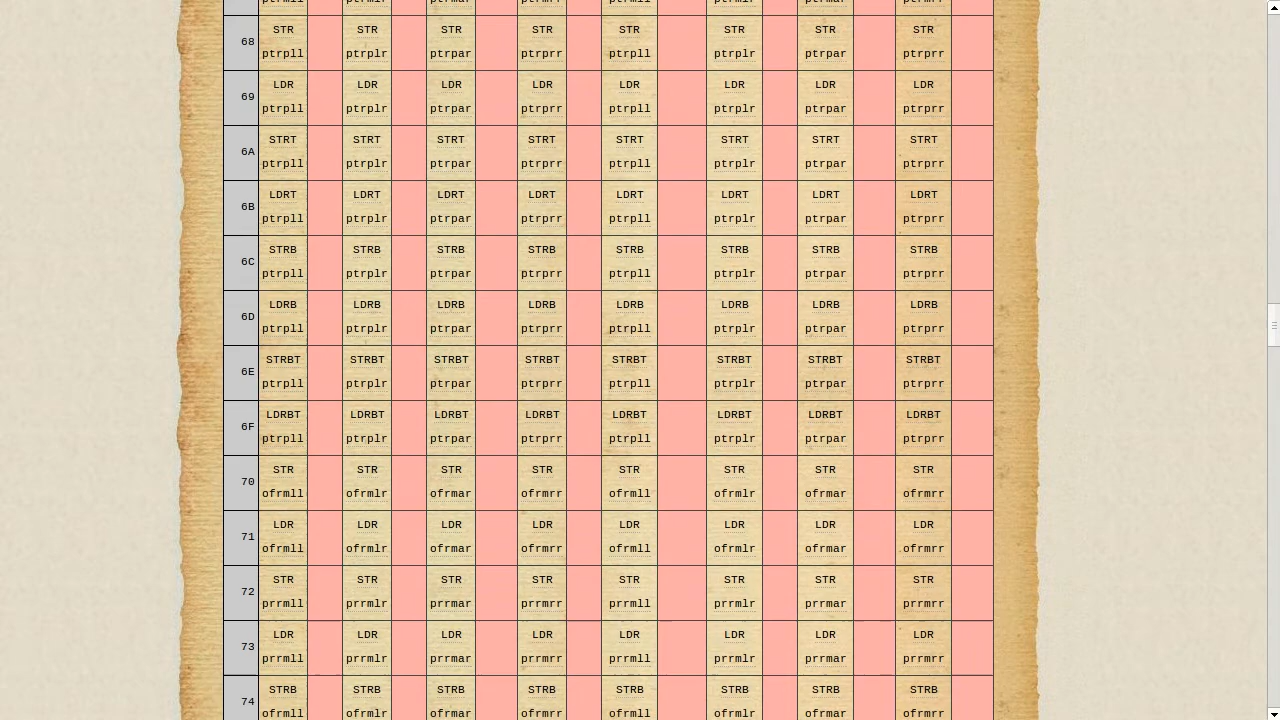 STR STR STR STR STR STR STR STR
68
ptrpll ptrplr ptrpar ptrprr ptrpll ptrplr ptrpar ptrprr
LDR LDR LDR LDR LDR LDR LDR LDR
69
ptrpll ptrplr ptrpar ptrprr ptrpll ptrplr ptrpar ptrprr
STRT STRT STRT STRT STRT STRT STRT STRT
6A
ptrpll ptrplr ptrpar ptrprr ptrpll ptrplr ptrpar ptrprr
LDRT LDRT LDRT LDRT LDRT LDRT LDRT LDRT
6B
ptrpll ptrplr ptrpar ptrprr ptrpll ptrplr ptrpar ptrprr
STRB STRB STRB STRB STRB STRB STRB STRB
6C
ptrpll ptrplr ptrpar ptrprr ptrpll ptrplr ptrpar ptrprr
LDRB LDRB LDRB LDRB LDRB LDRB LDRB LDRB
6D
ptrpll ptrplr ptrpar ptrprr ptrpll ptrplr ptrpar ptrprr
STRBT STRBT STRBT STRBT STRBT STRBT STRBT STRBT
6E
ptrpll ptrplr ptrpar ptrprr ptrpll ptrplr ptrpar ptrprr
LDRBT LDRBT LDRBT LDRBT LDRBT LDRBT LDRBT LDRBT
6F
ptrpll ptrplr ptrpar ptrprr ptrpll ptrplr ptrpar ptrprr
STR STR STR STR STR STR STR STR
70
ofrmll ofrmlr ofrmar ofrmrr ofrmll ofrmlr ofrmar ofrmrr
LDR LDR LDR LDR LDR LDR LDR LDR
71
ofrmll ofrmlr ofrmar ofrmrr ofrmll ofrmlr ofrmar ofrmrr
STR STR STR STR STR STR STR STR
72
prrmll prrmlr prrmar prrmrr prrmll prrmlr prrmar prrmrr
LDR LDR LDR LDR LDR LDR LDR LDR
73
prrmll prrmlr prrmar prrmrr prrmll prrmlr prrmar prrmrr
STRB STRB STRB STRB STRB STRB STRB STRB
74
ofrmll ofrmlr ofrmar ofrmrr ofrmll ofrmlr ofrmar ofrmrr